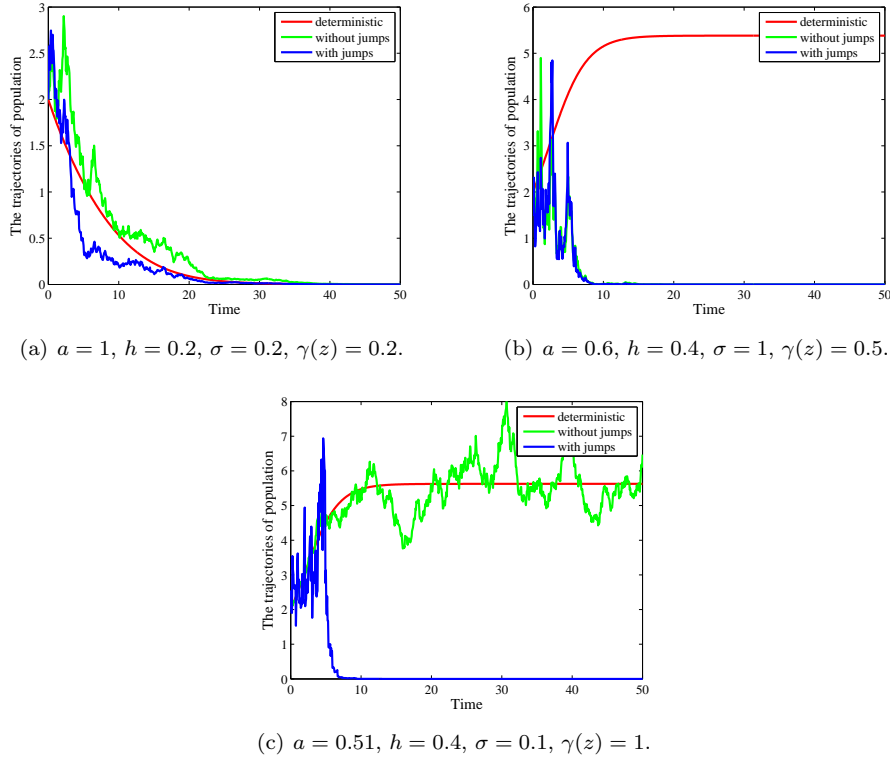 The trajectories of population
3
2.5
2
1.5
1
0.5
0
0 10 20 30 40 50
Time
deterministic
without jumps
with jumps
(a) a = 1, h = 0.2, σ = 0.2, γ(z) = 0.2.
The trajectories of population
6
5
4
3
2
1
0
0 10 20 30 40 50
Time
deterministic
without jumps
with jumps
(b) a = 0.6, h = 0.4, σ = 1, γ(z) = 0.5.
The trajectories of population
8
7
6
5
4
3
2
1
0
0 10 20 30 40 50
Time
deterministic
without jumps
with jumps
(c) a = 0.51, h = 0.4, σ = 0.1, γ(z) = 1.